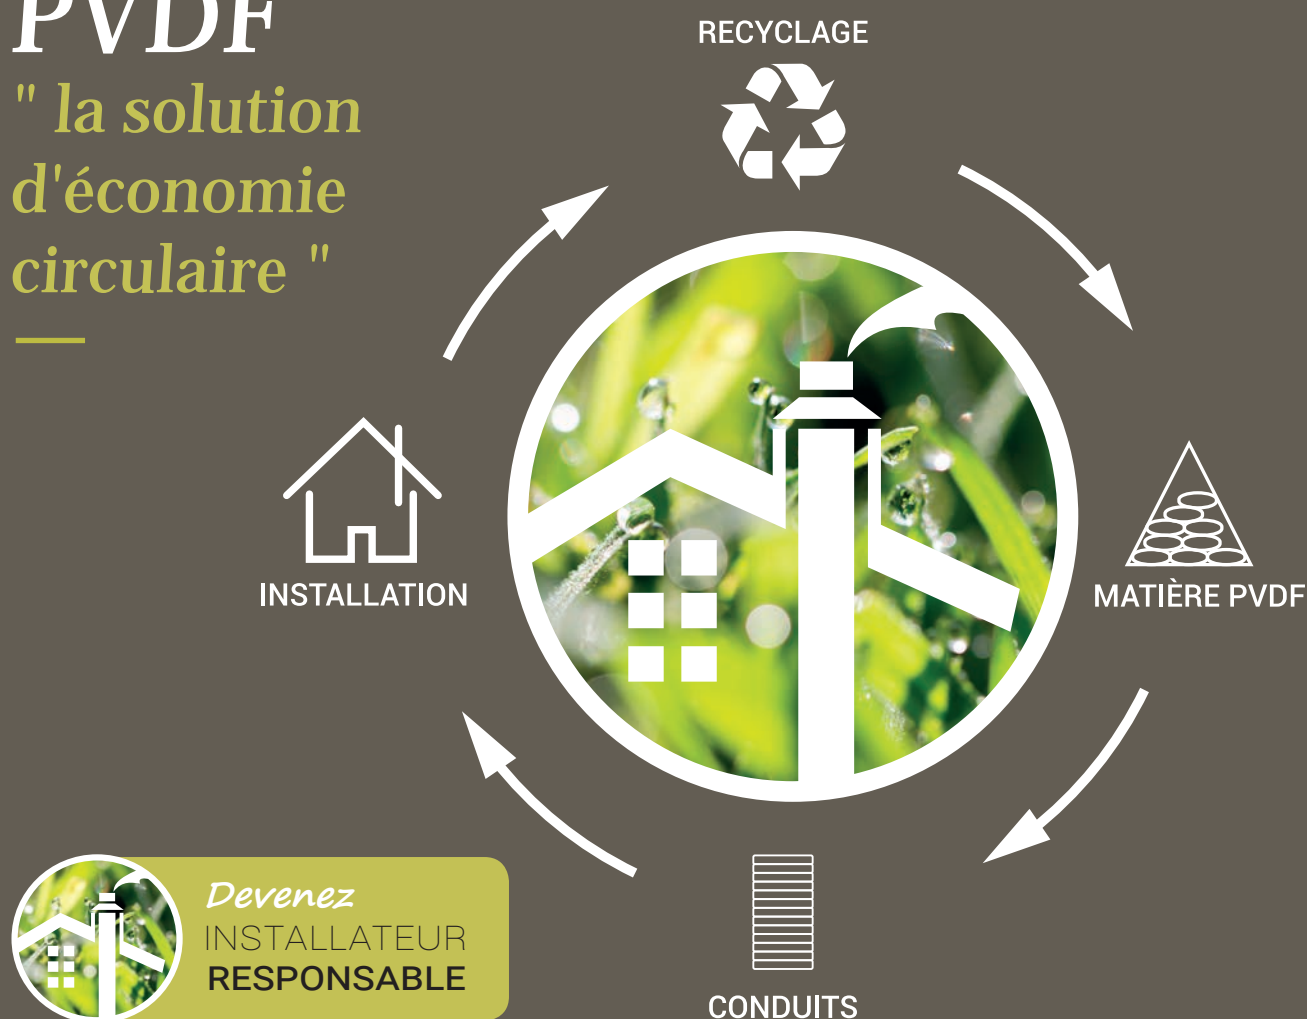 PVDF
" la solution
d'économie
circulaire "
RECYCLAGE
INSTALLATION
MATIÈRE PVDF
CONDUITS
Devenez
INSTALLATEUR
RESPONSABLE